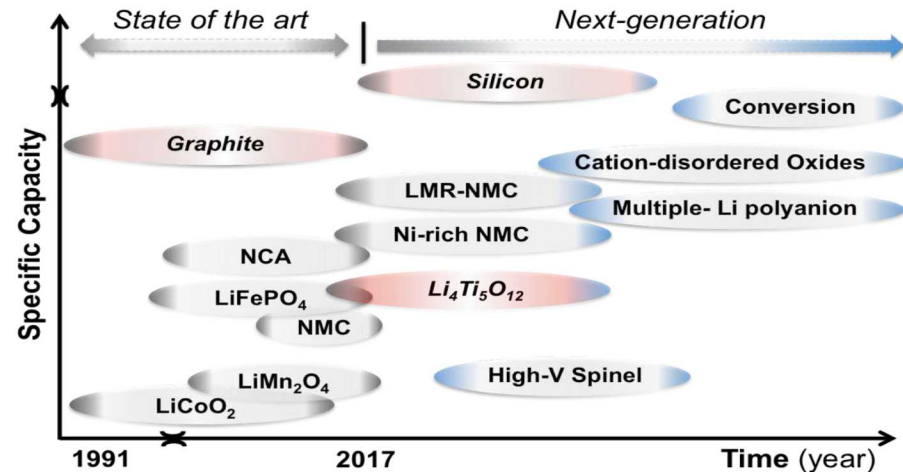 State of the art
Next-generation
Silicon
Conversion
Graphite
Cation-disordered Oxides
LMR-NMC
Multiple- Li polyanion
Ni-rich NMC
NCA
Li₄Ti₅O₁₂
LiFePO₄
NMC
High-V Spinel
LiMn₂O₄
LiCoO₂
Specific Capacity
1991
2017
Time (year)